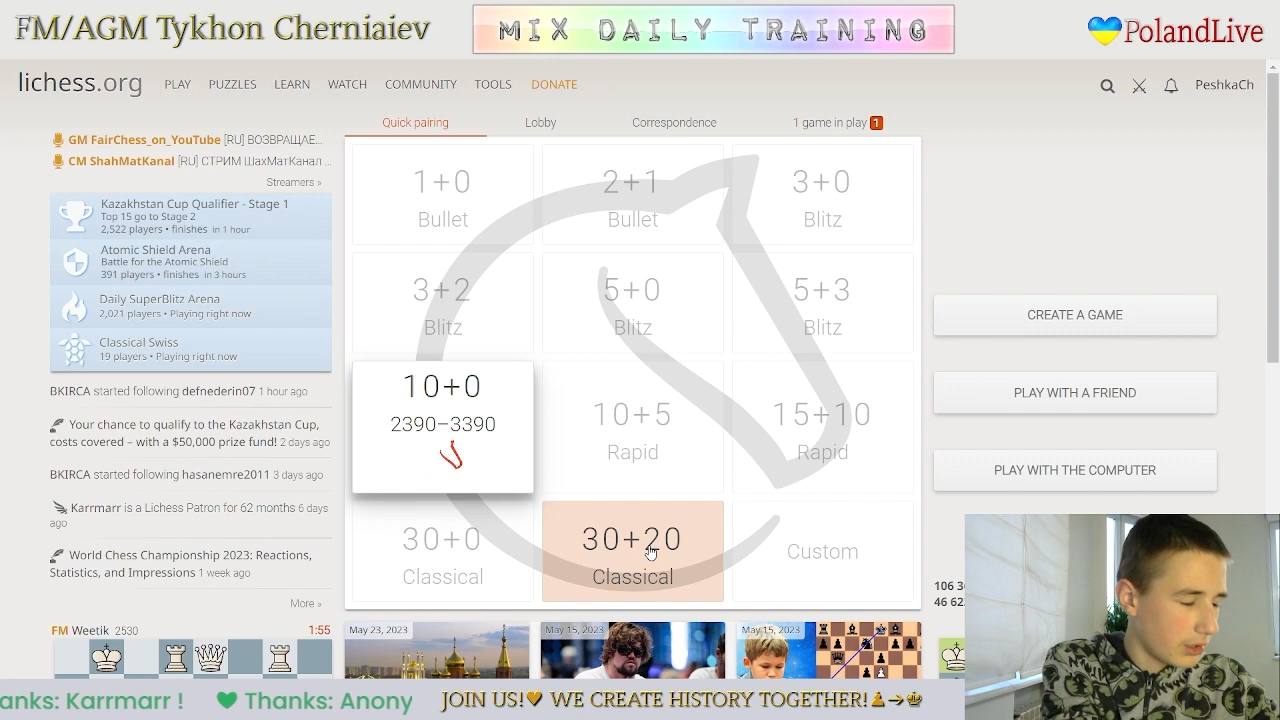 FM/AGM Tykhon Cherniaiev
MIX DAILY TRAINING
PolandLive
lichess.org
PLAY PUZZLES LEARN WATCH COMMUNITY TOOLS DONATE
PeshkaCh
Quick pairing Lobby Correspondence 1 game in play 1
GM FairChess_on_YouTube [RU] ВОЗВРАЩАЕ...
CM ShahMatKanal [RU] СТРИМ ШахМатКанал ...
Streamers »
Kazakhstan Cup Qualifier - Stage 1
Top 15 go to Stage 2
2,522 players • finishes in 1 hour
Atomic Shield Arena
Battle for the Atomic Shield
391 players • finishes in 3 hours
Daily SuperBlitz Arena
2,021 players • Playing right now
Classical Swiss
19 players • Playing right now
BKIRCA started following defnederin07 1 hour ago
Your chance to qualify to the Kazakhstan Cup,
costs covered – with a $50,000 prize fund! 2 days ago
BKIRCA started following hasanemre2011 3 days ago
Karrmarr is a Lichess Patron for 62 months 6 days
ago
World Chess Championship 2023: Reactions,
Statistics, and Impressions 1 week ago
More »
FM Weetik 2530 1:55
1+0
Bullet
2+1
Bullet
3+0
Blitz
3+2
Blitz
5+0
Blitz
5+3
Blitz
10+0
2390–3390
10+5
Rapid
15+10
Rapid
30+0
Classical
30+20
Classical
Custom
CREATE A GAME
PLAY WITH A FRIEND
PLAY WITH THE COMPUTER
106 3
46 62
May 23, 2023
May 15, 2023
May 15, 2023
anks: Karrmarr ! Thanks: Anony
JOIN US! WE CREATE HISTORY TOGETHER!